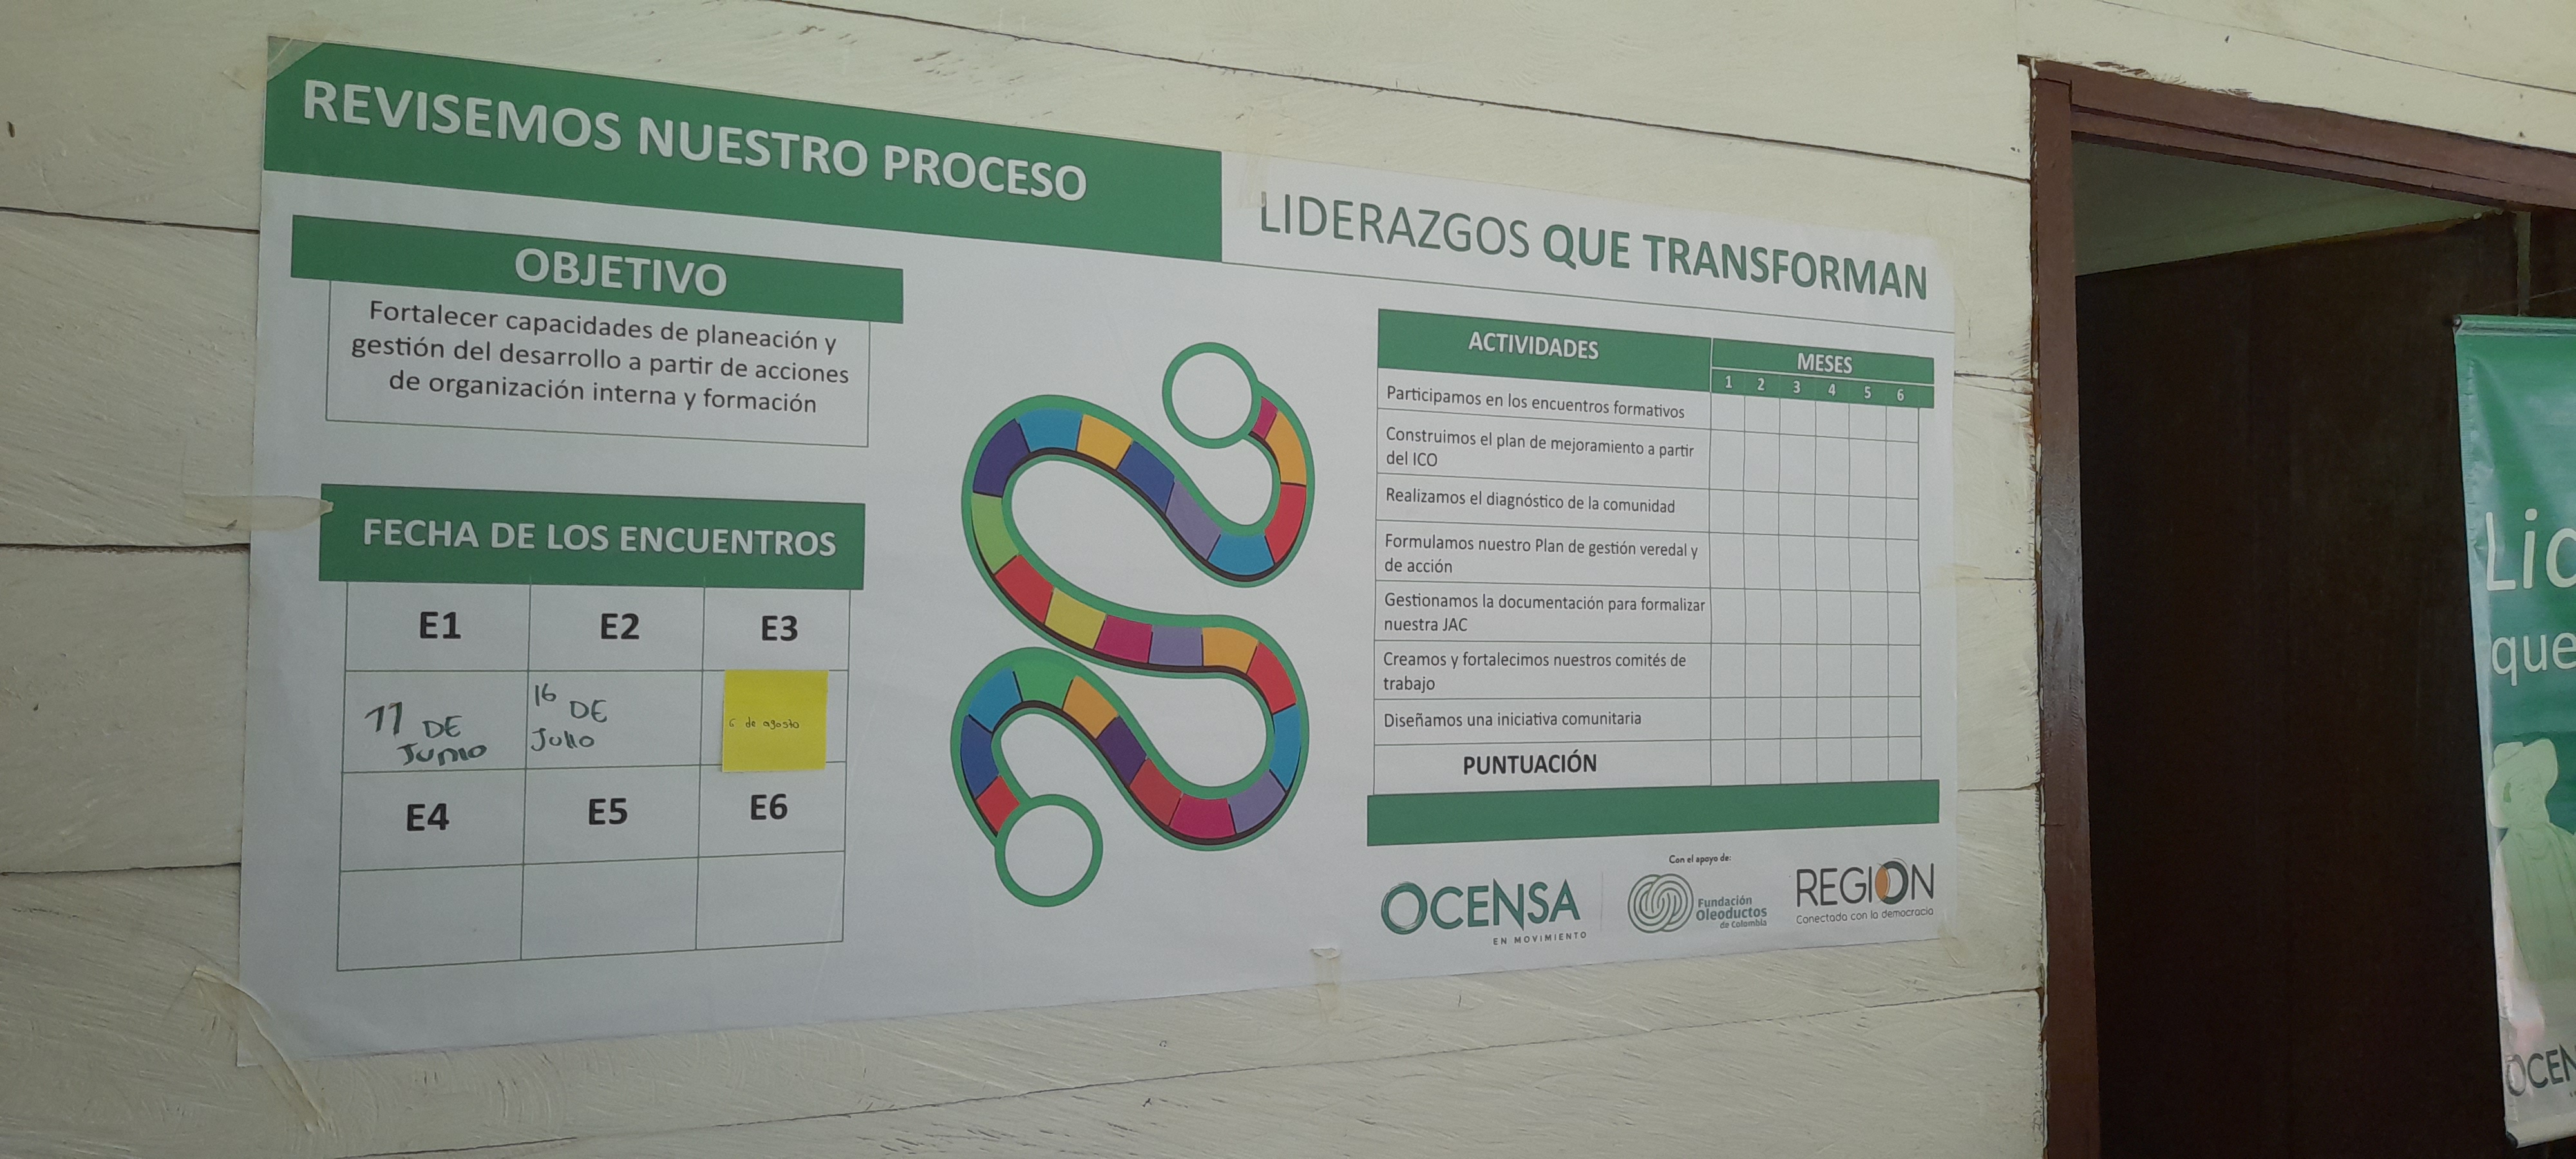 REVISEMOS NUESTRO PROCESO
LIDERAZGOS QUE TRANSFORMAN
OBJETIVO
Fortalecer capacidades de planeación y
gestión del desarrollo a partir de acciones
de organización interna y formación
FECHA DE LOS ENCUENTROS
E1 E2 E3
11 DE
Junio
16 DE
Julio
6 de agosto
E4 E5 E6
ACTIVIDADES
MESES
1 2 3 4 5 6
Participamos en los encuentros formativos
Construimos el plan de mejoramiento a partir
del ICO
Realizamos el diagnóstico de la comunidad
Formulamos nuestro Plan de gestión veredal y
de acción
Gestionamos la documentación para formalizar
nuestra JAC
Creamos y fortalecimos nuestros comités de
trabajo
Diseñamos una iniciativa comunitaria
PUNTUACIÓN
OCENSA
EN MOVIMIENTO
Con el apoyo de:
Fundación
Oleoductos
de Colombia
REGION
Conectada con la democracia
Lid
que
OCEN